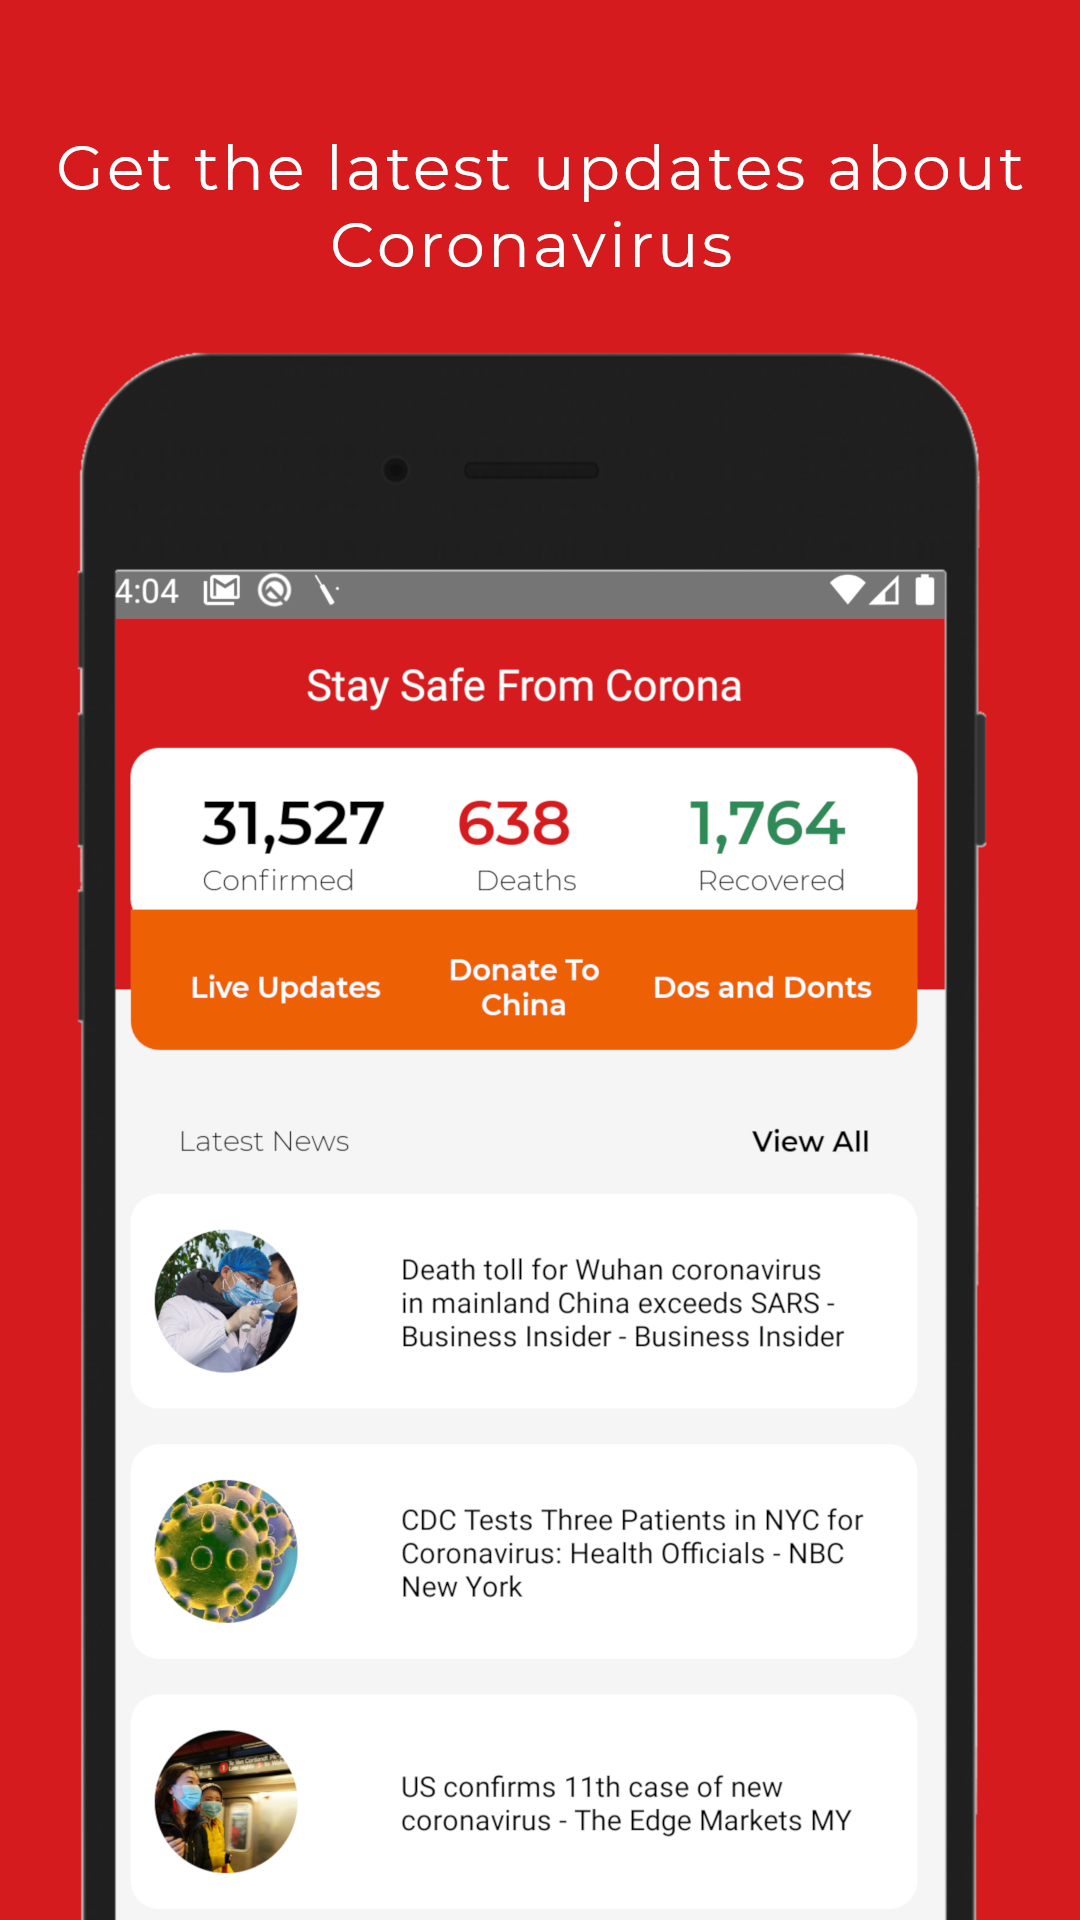 Get the latest updates about
Coronavirus
4:04
Stay Safe From Corona
31,527 638 1,764
Confirmed Deaths Recovered
Live Updates Donate To China Dos and Donts
Latest News View All
Death toll for Wuhan coronavirus
in mainland China exceeds SARS -
Business Insider - Business Insider
CDC Tests Three Patients in NYC for
Coronavirus: Health Officials - NBC
New York
US confirms 11th case of new
coronavirus - The Edge Markets MY